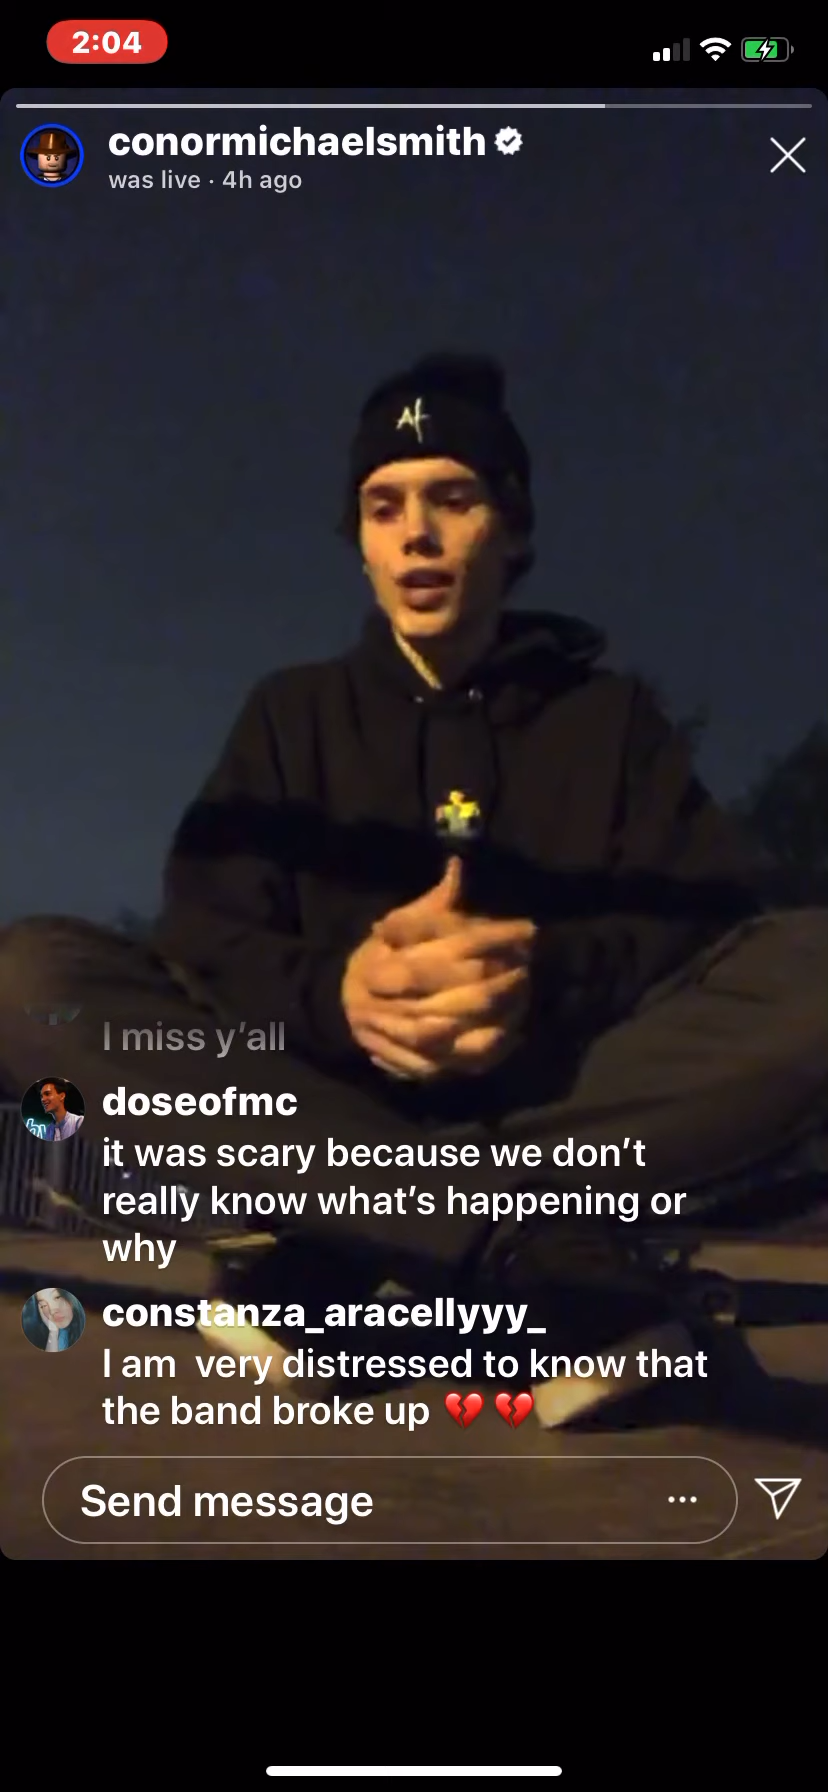 2:04
conormichaelsmith
was live · 4h ago
Af
I miss y’all
doseofmc
it was scary because we don’t
really know what’s happening or
why
constanza_aracellyyy_
I am  very distressed to know that
the band broke up 💔 💔
Send message